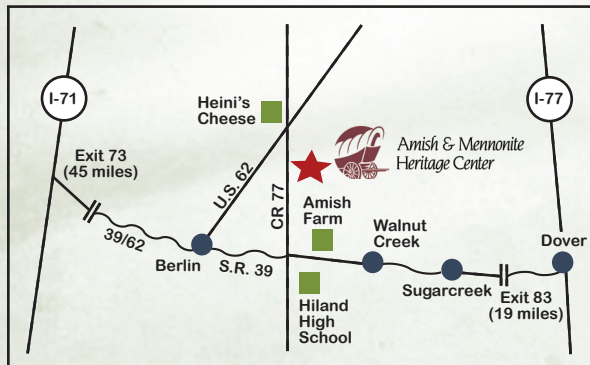 I-71
I-77
Heini's
Cheese
Amish & Mennonite
Heritage Center
Exit 73
(45 miles)
U.S. 62
CR 77
Amish
Farm
Walnut
Creek
Dover
39/62
Berlin
S.R. 39
Sugarcreek
Exit 83
(19 miles)
Hiland
High
School